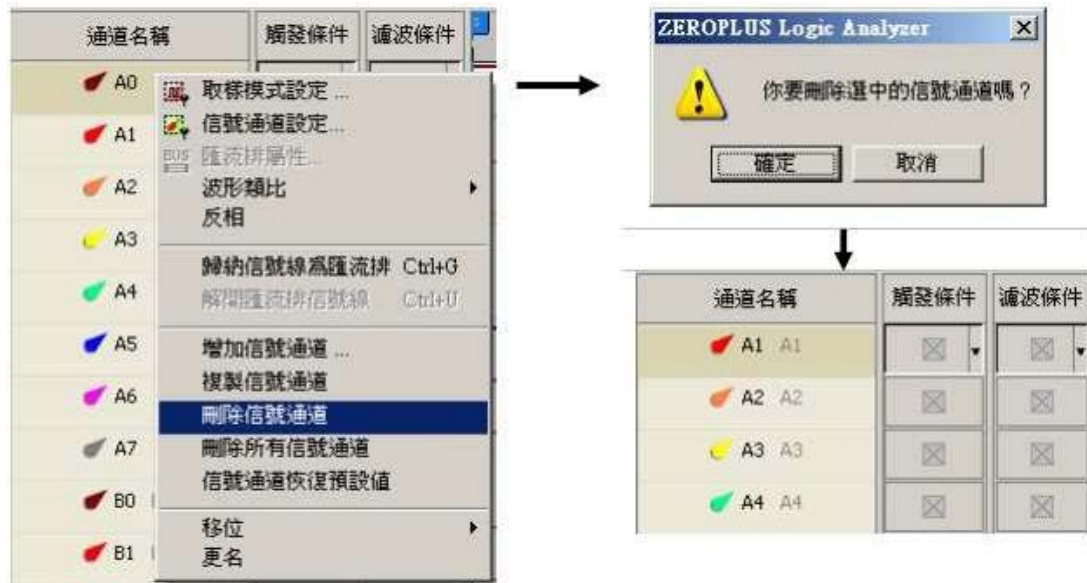 通道名稱 觸發條件 濾波條件
A0
A1
A2
A3
A4
A5
A6
A7
B0
B1
取樣模式設定 ...
信號通道設定...
BUS 匯流排屬性...
波形類比
反相
歸納信號線為匯流排 Ctrl+G
解開匯流排信號線 Ctrl+U
增加信號通道 ...
複製信號通道
刪除信號通道
刪除所有信號通道
信號通道恢復預設值
移位
更名
ZEROPLUS Logic Analyzer
你要刪除選中的信號通道嗎？
確定 取消
通道名稱 觸發條件 濾波條件
A1 A1
A2 A2
A3 A3
A4 A4